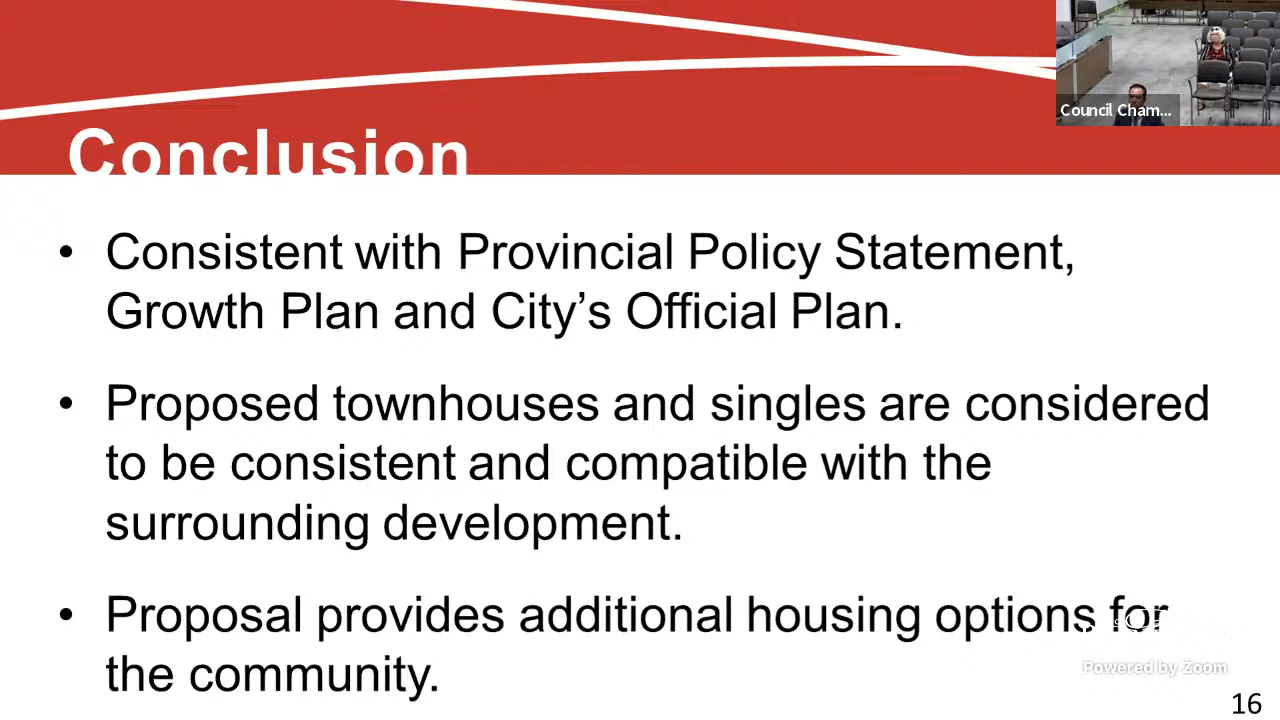 Council Cham...
Conclusion
• Consistent with Provincial Policy Statement,
Growth Plan and City’s Official Plan.
• Proposed townhouses and singles are considered
to be consistent and compatible with the
surrounding development.
• Proposal provides additional housing options for
the community.
Powered by Zoom
16